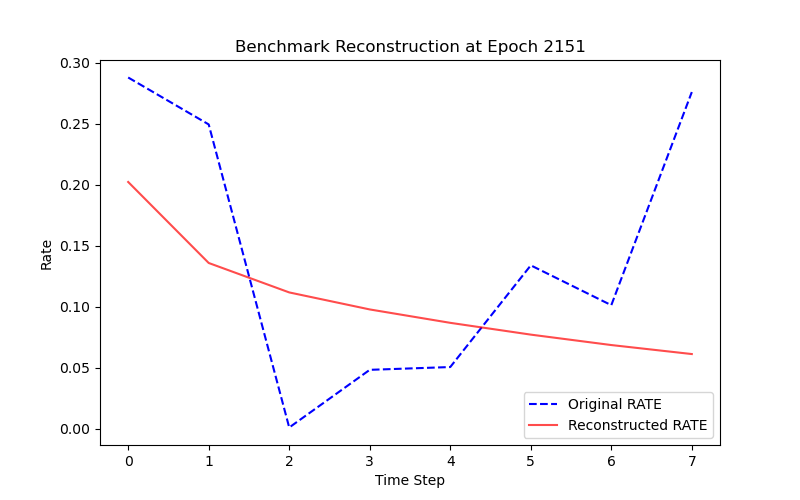 Benchmark Reconstruction at Epoch 2151
0.30
0.25
0.20
0.15
0.10
0.05
0.00
Rate
Original RATE
Reconstructed RATE
0 1 2 3 4 5 6 7
Time Step